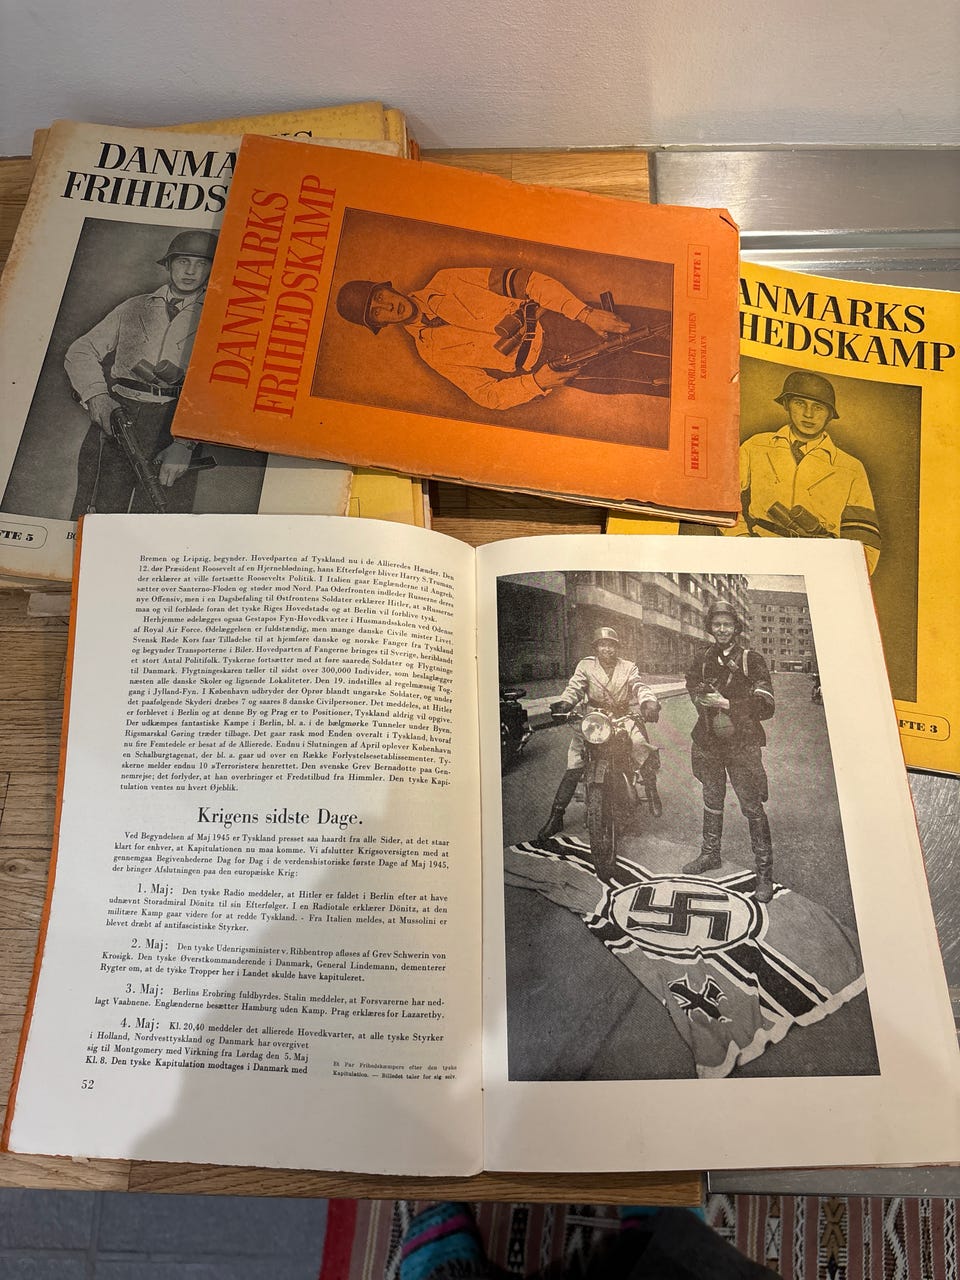 DANMA
FRIHEDS
HEFTE 5
DANMARKS
FRIHEDSKAMP
HEFTE 1
BOGFORLAGET NUTIDEN
KØBENHAVN
HEFTE 1
ANMARKS
HEDSKAMP
FTE 3
Bremen og Leipzig, begynder. Hovedparten af Tyskland nu i de Allieredes Hænder. Den
12. dør Præsident Roosevelt af en Hjerneblødning, hans Efterfølger bliver Harry S. Truman,
der erklærer at ville fortsætte Roosevelts Politik. I Italien gaar Englænderne til Angreb,
sætter over Santerno-Floden og støder mod Nord. Paa Oderfronten indleder Russerne deres
nye Offensiv, men i en Dagsbefaling til Østfrontens Soldater erklærer Hitler, at »Russerne
maa og vil forbløde foran det tyske Riges Hovedstad« og at Berlin vil forblive tysk.
Herhjemme ødelægges ogsaa Gestapos Fyn-Hovedkvarter i Husmandsskolen ved Odense
af Royal Air Force. Ødelæggelsen er fuldstændig, men mange danske Civile mister Livet.
Svensk Røde Kors faar Tilladelse til at hjemføre danske og norske Fanger fra Tyskland
og begynder Transporterne i Biler. Hovedparten af Fangerne bringes til Sverige, heriblandt
et stort Antal Politifolk. Tyskerne fortsætter med at føre saarede Soldater og Flygtninge
til Danmark. Flygtningeskaren tæller til sidst over 300,000 Individer, som beslaglægger
næsten alle danske Skoler og lignende Lokaliteter. Den 19. indstilles al regelmæssig Tog-
gang i Jylland-Fyn. I København udbryder der Oprør blandt ungarske Soldater, og under
det paafølgende Skyderi dræbes 7 og saares 8 danske Civilpersoner. Det meddeles, at Hitler
er forblevet i Berlin og at denne By og Prag er to Positioner, Tyskland aldrig vil opgive.
Der udkæmpes fantastiske Kampe i Berlin, bl. a. i de bælgmørke Tunneler under Byen.
Rigsmarskal Gøring træder tilbage. Det gaar rask mod Enden overalt i Tyskland, hvoraf
nu fire Femtedele er besat af de Allierede. Endnu i Slutningen af April oplever København
en Schalburgtagenat, der bl. a. gaar ud over en Række Forlystelsesetablissementer. Ty-
skerne melder endnu 10 »Terrorister« henrettet. Den svenske Grev Bernadotte paa Gen-
nemrejse; det forlyder, at han overbringer et Fredstilbud fra Himmler. Den tyske Kapi-
tulation ventes nu hvert Øjeblik.
Krigens sidste Dage.
Ved Begyndelsen af Maj 1945 er Tyskland presset saa haardt fra alle Sider, at det staar
klart for enhver, at Kapitulationen nu maa komme. Vi afslutter Krigsoversigten med at
gennemgaa Begivenhederne Dag for Dag i de verdenshistoriske første Dage af Maj 1945,
der bringer Afslutningen paa den europæiske Krig:
1. Maj: Den tyske Radio meddeler, at Hitler er faldet i Berlin efter at have
udnævnt Storadmiral Dönitz til sin Efterfølger. I en Radiotale erklærer Dönitz, at den
militære Kamp gaar videre for at redde Tyskland. - Fra Italien meldes, at Mussolini er
blevet dræbt af antifascistiske Styrker.
2. Maj: Den tyske Udenrigsminister v. Ribbentrop afløses af Grev Schwerin von
Krosigk. Den tyske Øverstkommanderende i Danmark, General Lindemann, dementerer
Rygter om, at de tyske Tropper her i Landet skulde have kapituleret.
3. Maj: Berlins Erobring fuldbyrdes. Stalin meddeler, at Forsvarerne har ned-
lagt Vaabnene. Englænderne besætter Hamburg uden Kamp. Prag erklæres for Lazaretby.
4. Maj: Kl. 20,40 meddeler det allierede Hovedkvarter, at alle tyske Styrker
i Holland, Nordvesttyskland og Danmark har overgivet
sig til Montgomery med Virkning fra Lørdag den 5. Maj
Kl. 8. Den tyske Kapitulation modtages i Danmark med
Et Par Frihedskæmpere efter den tyske
Kapitulation. — Billedet taler for sig selv.
52